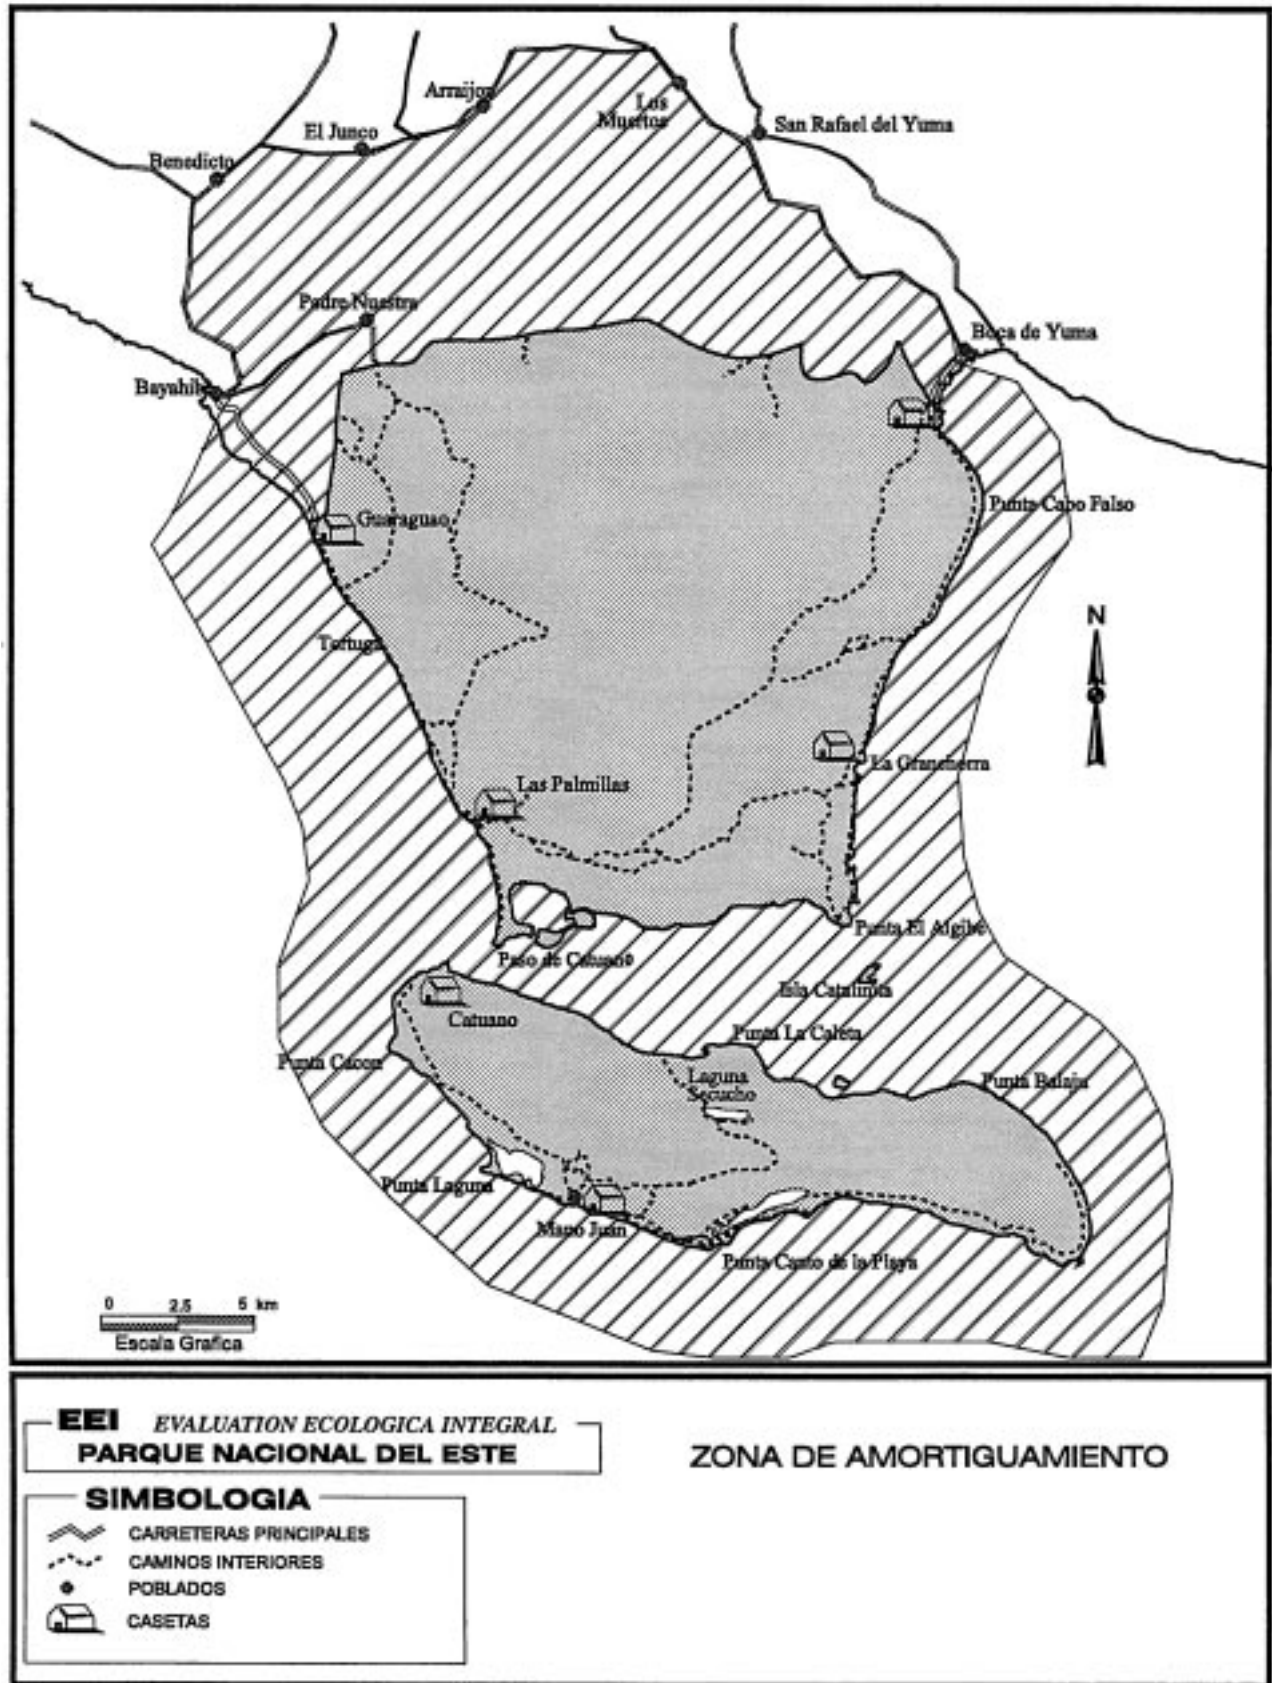 Arraijor
Los
Muertos
San Rafael del Yuma
El Junco
Benedicto
Padre Nuestra
Boca de Yuma
Bayahibe
Punta Cabo Falso
Guaraguao
N
Tortuga
La Granchorra
Las Palmillas
Punta El Algibe
Paso de Catuano
Isla Catalinita
Catuano
Punta La Caleta
Punta Cacon
Laguna
Secucho
Punta Balaju
Punta Laguna
Mano Juan
Punta Canto de la Playa
0 2.5 5 km
Escala Grafica
EEI EVALUATION ECOLOGICA INTEGRAL
PARQUE NACIONAL DEL ESTE
ZONA DE AMORTIGUAMIENTO
SIMBOLOGIA
CARRETERAS PRINCIPALES
CAMINOS INTERIORES
POBLADOS
CASETAS